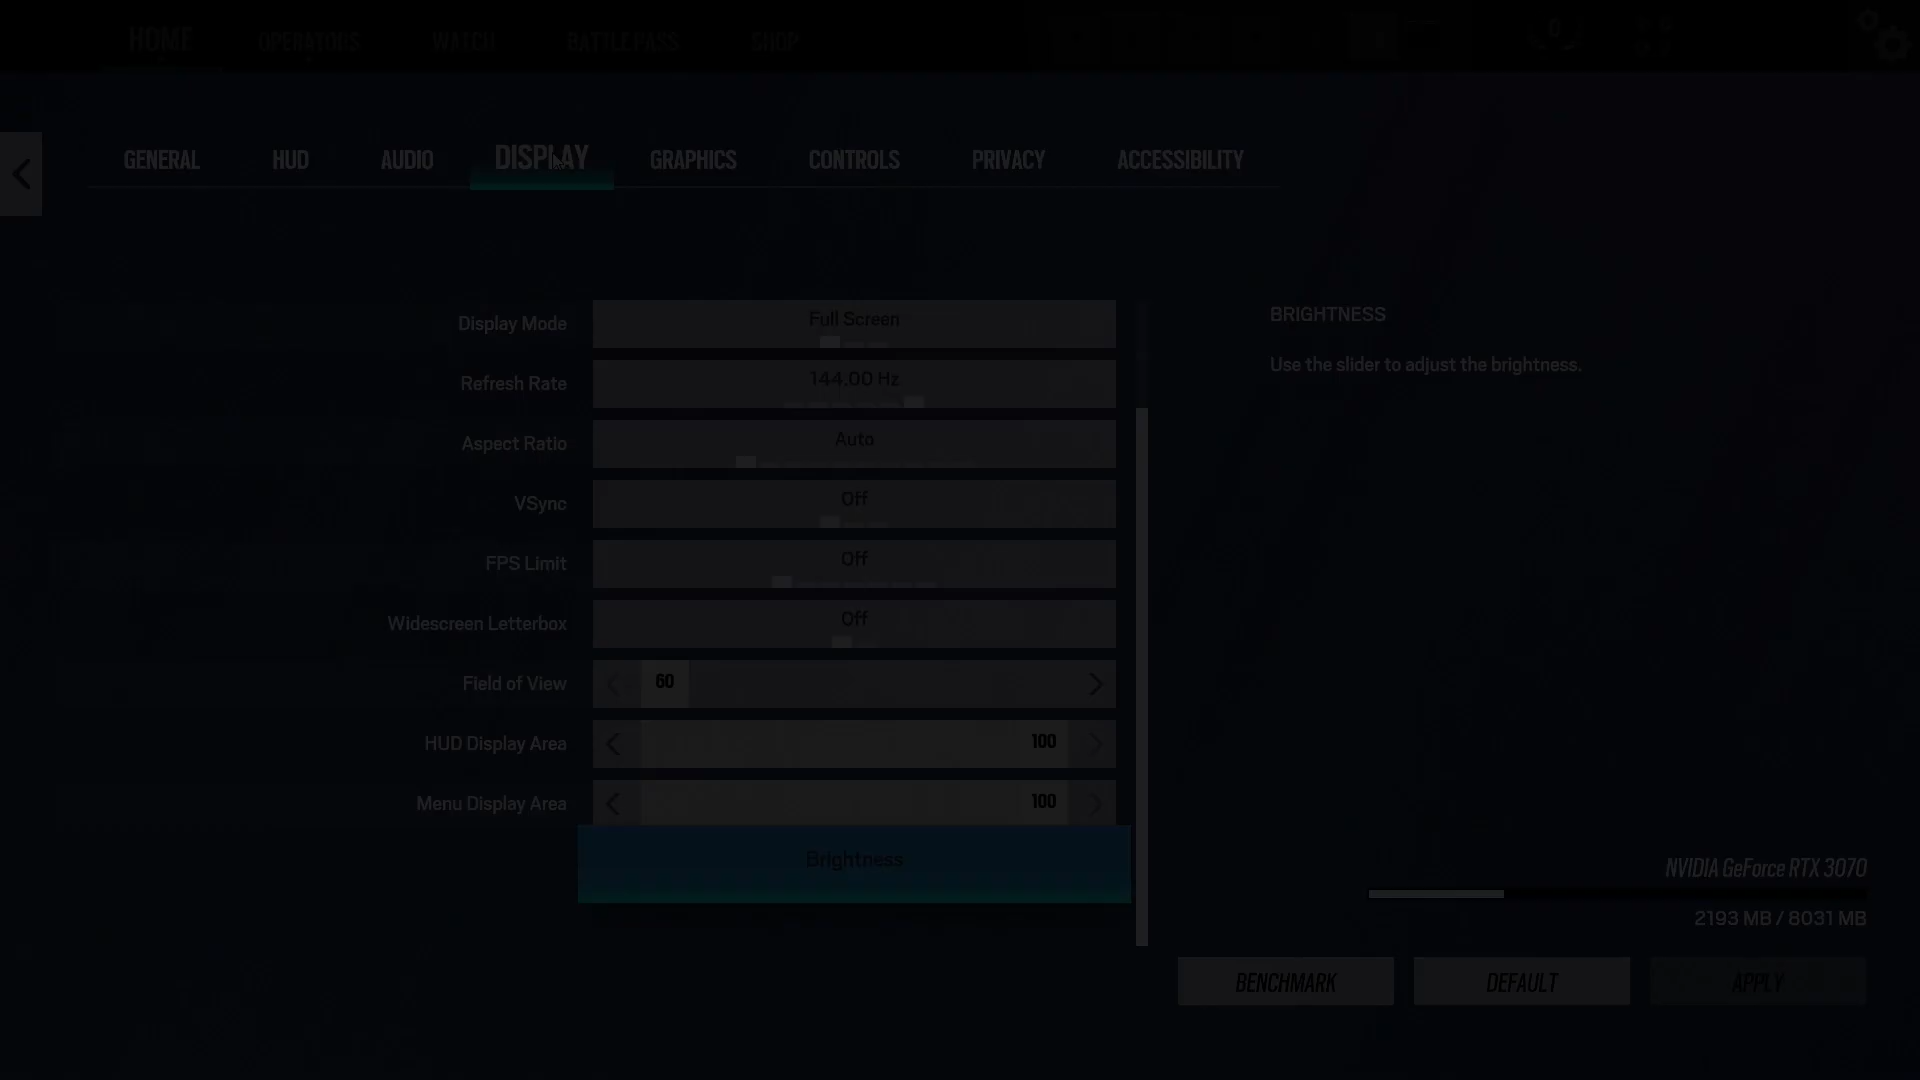 HOME OPERATORS WATCH BATTLE PASS SHOP 0
GENERAL HUD AUDIO DISPLAY GRAPHICS CONTROLS PRIVACY ACCESSIBILITY
Display Mode Full Screen
Refresh Rate 144.00 Hz
Aspect Ratio Auto
VSync Off
FPS Limit Off
Widescreen Letterbox Off
Field of View 60
HUD Display Area 100
Menu Display Area 100
Brightness
BRIGHTNESS
Use the slider to adjust the brightness.
NVIDIA GeForce RTX 3070
2193 MB / 8031 MB
BENCHMARK DEFAULT APPLY